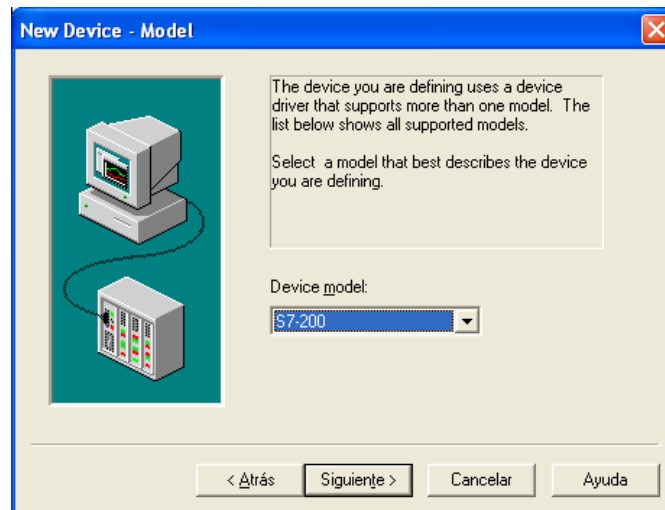 New Device - Model
The device you are defining uses a device
driver that supports more than one model. The
list below shows all supported models.
Select a model that best describes the device
you are defining.
Device model:
S7-200
< Atrás
Siguiente >
Cancelar
Ayuda